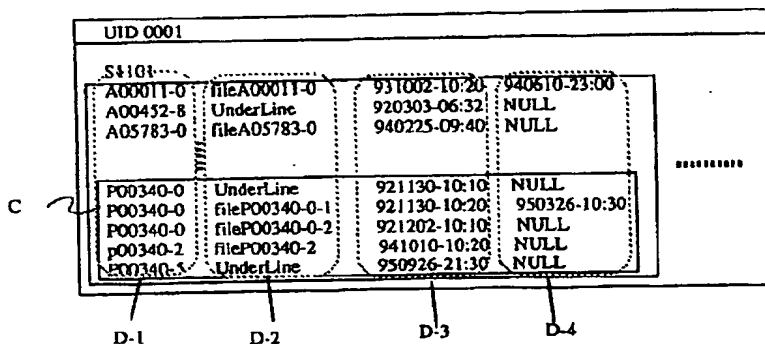 UID 0001
S1101
A00011-0 fileA00011-0 931002-10:20 940610-23:00
A00452-8 UnderLine 920303-06:32 NULL
A05783-0 fileA05783-0 940225-09:40 NULL
P00340-0 UnderLine 921130-10:10 NULL
C P00340-0 fileP00340-0-1 921130-10:20 950326-10:30
P00340-0 fileP00340-0-2 921202-10:10 NULL
p00340-2 fileP00340-2 941010-10:20 NULL
UnderLine 950926-21:30 NULL
D-1 D-2 D-3 D-4